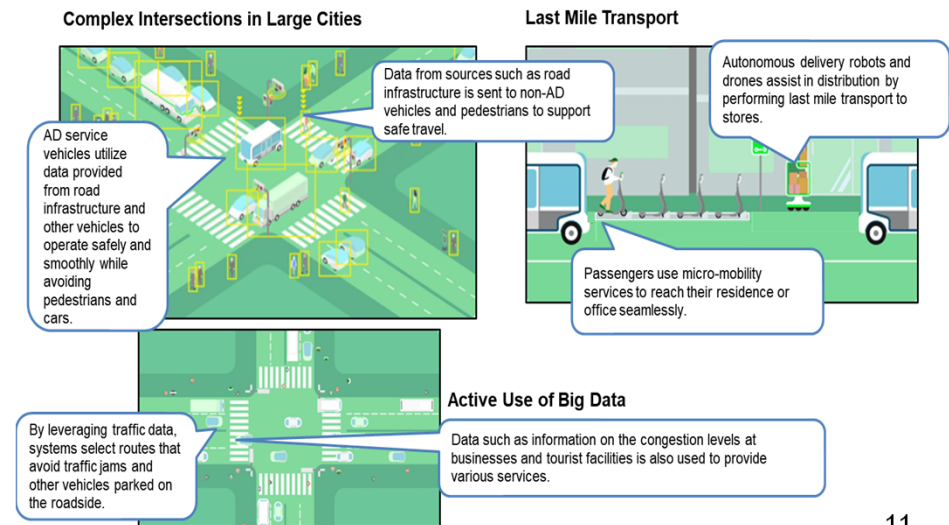 Complex Intersections in Large Cities
Last Mile Transport
Data from sources such as road
infrastructure is sent to non-AD
vehicles and pedestrians to support
safe travel.
AD service
vehicles utilize
data provided
from road
infrastructure and
other vehicles to
operate safely and
smoothly while
avoiding
pedestrians and
cars.
Autonomous delivery robots and
drones assist in distribution by
performing last mile transport to
stores.
Passengers use micro-mobility
services to reach their residence or
office seamlessly.
Active Use of Big Data
By leveraging traffic data,
systems select routes that
avoid traffic jams and
other vehicles parked on
the roadside.
Data such as information on the congestion levels at
businesses and tourist facilities is also used to provide
various services.
11